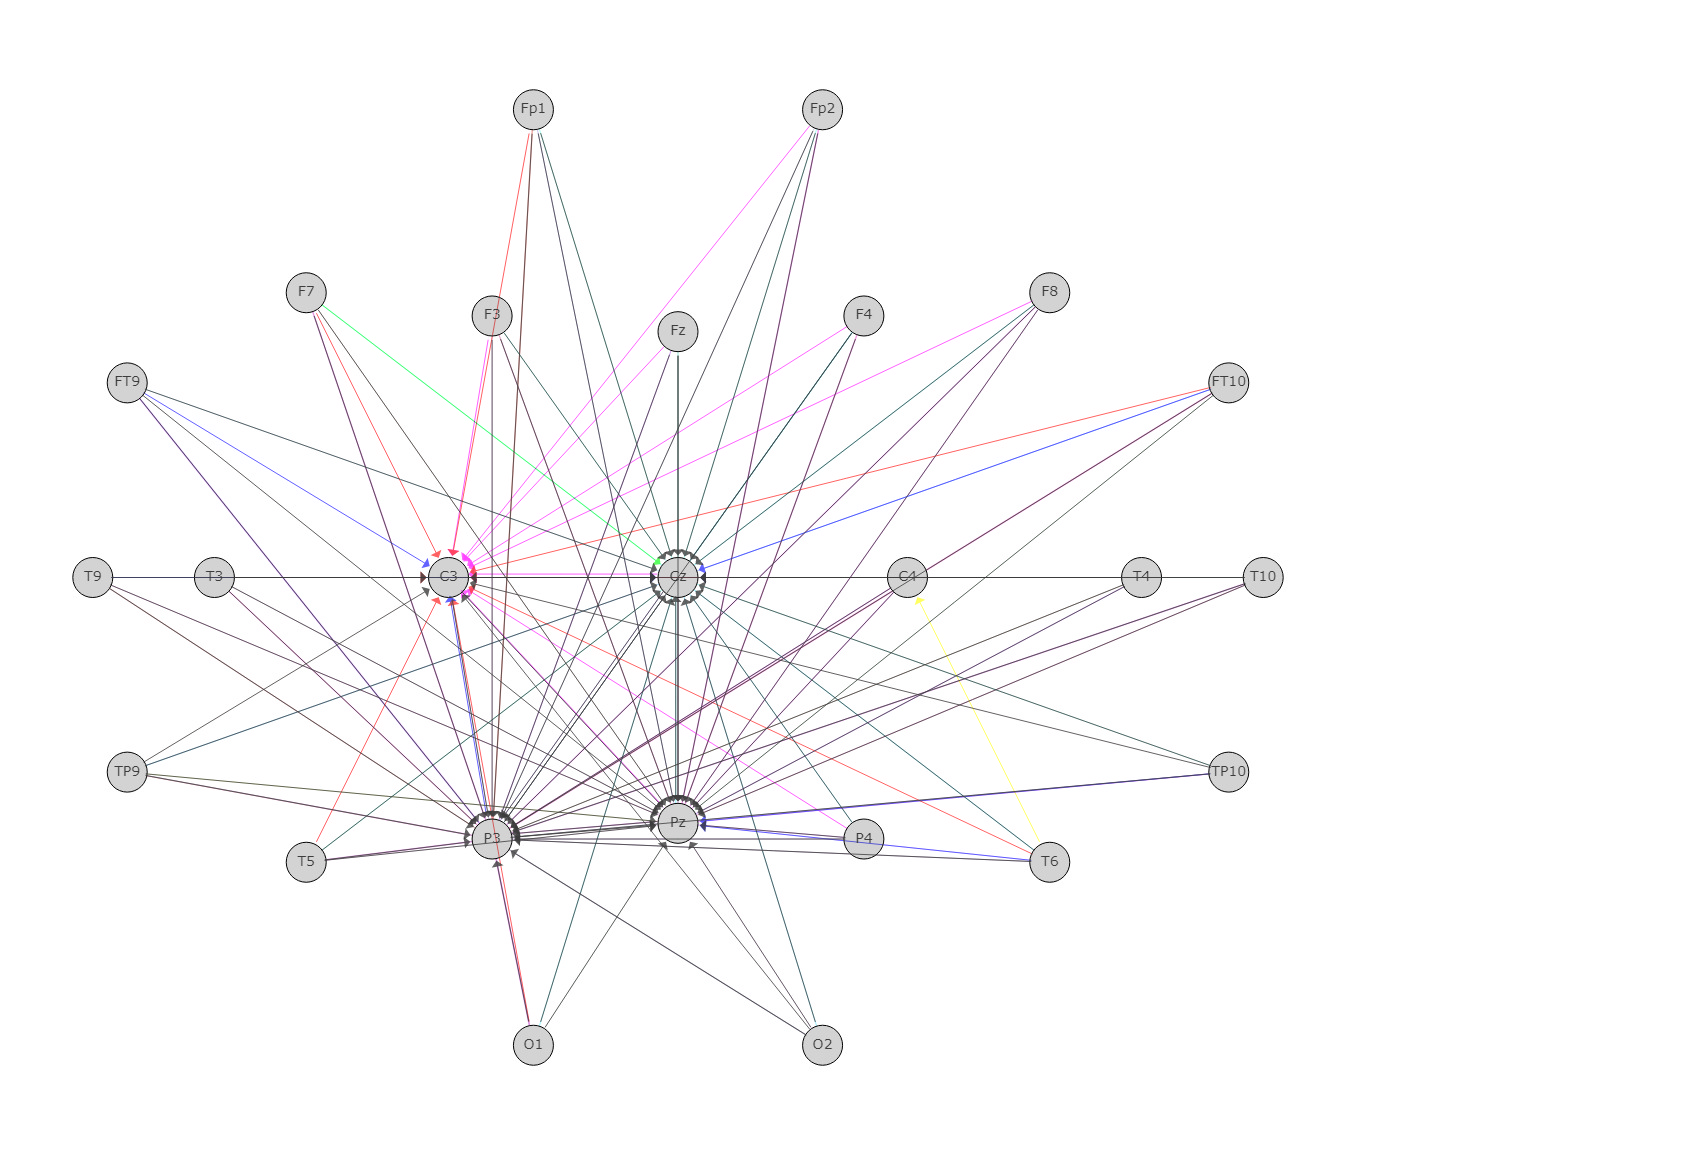 Fp1 Fp2
F7 F3 Fz F4 F8
FT9 FT10
T9 T3 C3 Cz C4 T4 T10
TP9 TP10
T5 P3 Pz P4 T6
O1 O2